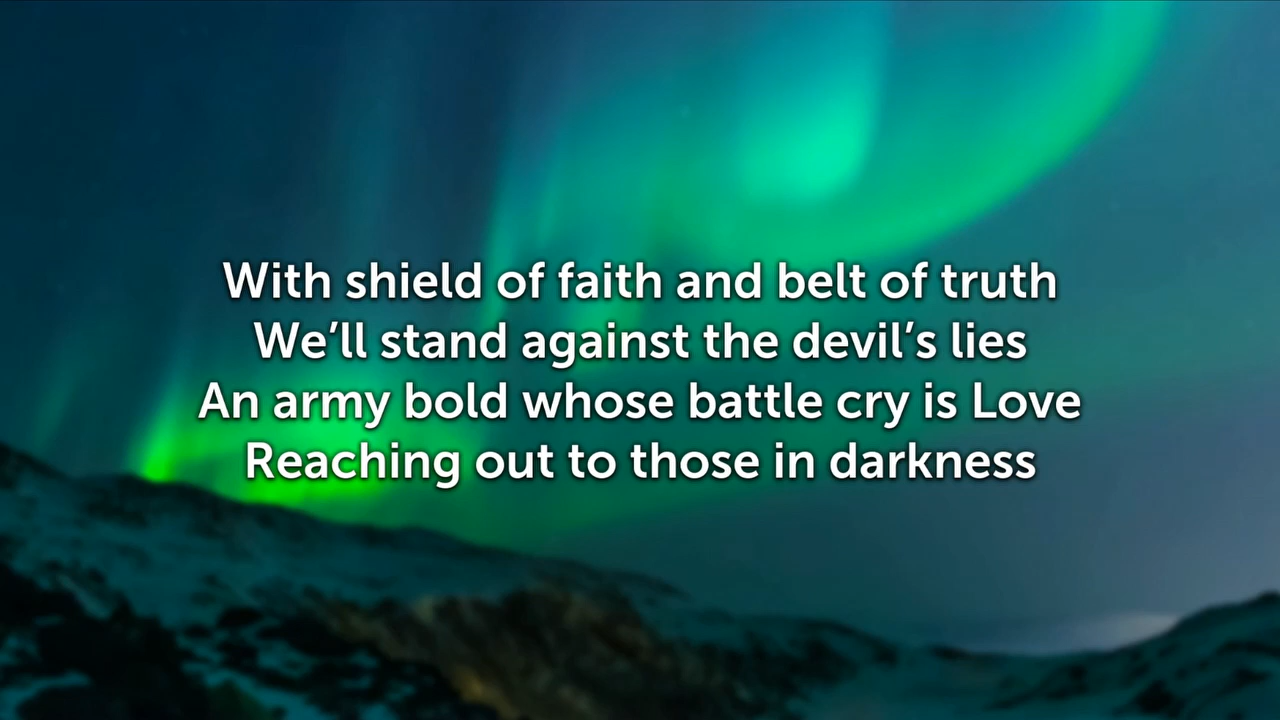 With shield of faith and belt of truth
We’ll stand against the devil’s lies
An army bold whose battle cry is Love
Reaching out to those in darkness